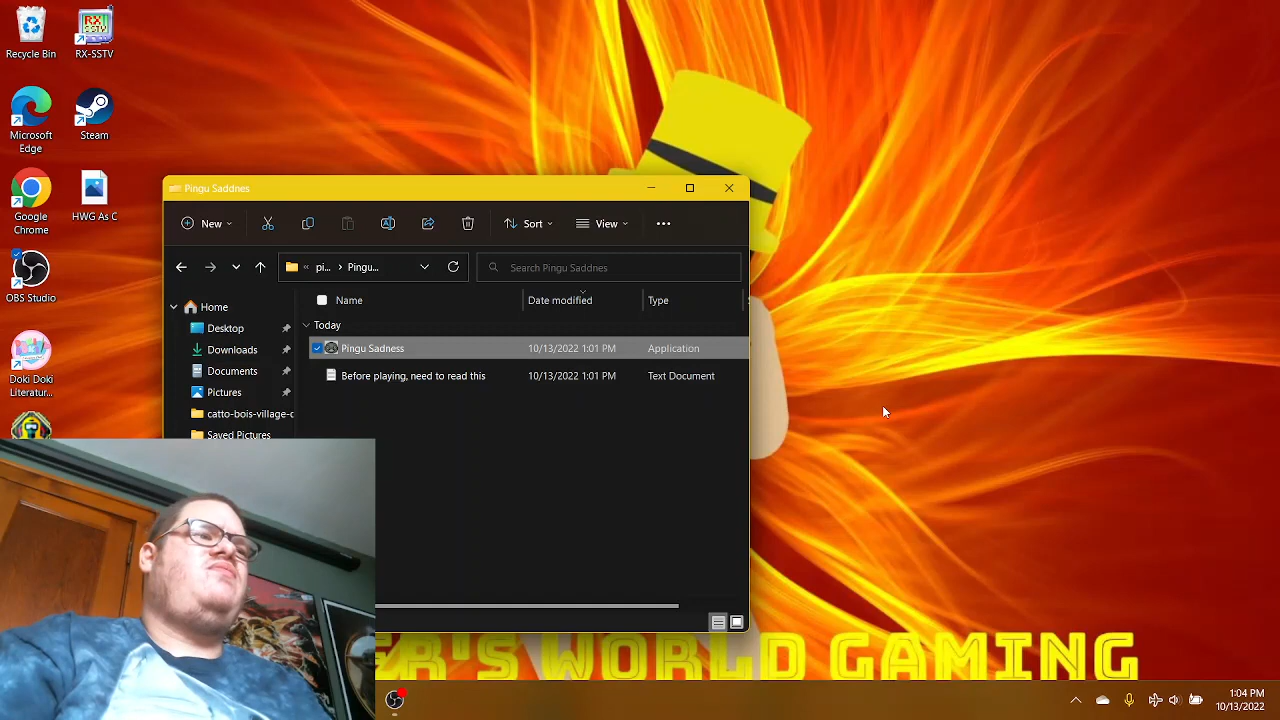 Recycle Bin
RX-SSTV
RX
SSTV
Microsoft
Edge
Steam
Google
Chrome
HWG As C
OBS Studio
Doki Doki
Literatur...
Pingu Saddnes
New
Sort
View
pi...
Pingu...
Search Pingu Saddnes
Home
Desktop
Downloads
Documents
Pictures
catto-bois-village-c
Saved Pictures
Name
Date modified
Type
Today
Pingu Sadness
10/13/2022 1:01 PM
Application
Before playing, need to read this
10/13/2022 1:01 PM
Text Document
ER'S WORLD GAMING
1:04 PM
10/13/2022